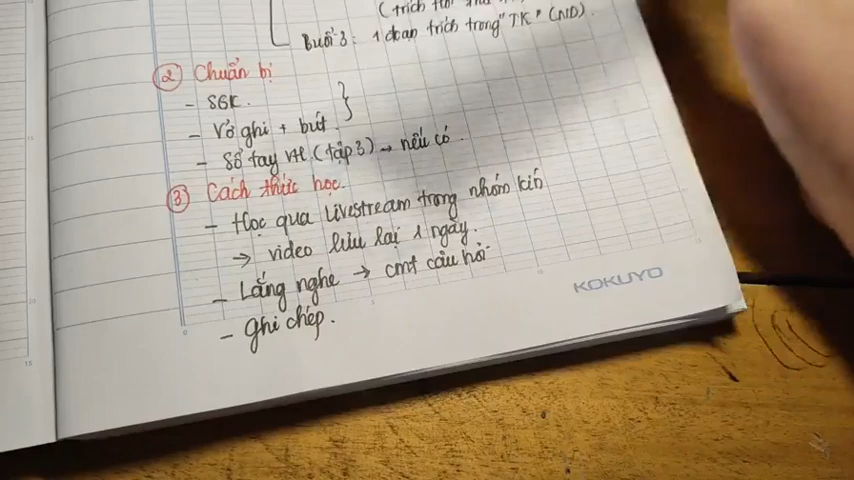 (trích
Buổi 3: 1 đoạn trích trong "TK" (ND).
② Chuẩn bị
- SGK.
- Vở ghi + bút.
- Sổ tay VH (tập 3) → nếu có.
③ Cách thức học.
- Học qua Livestream trong nhóm kín
→ video lưu lại 1 ngày.
- Lắng nghe → cmt câu hỏi
- Ghi chép.
KOKUYO